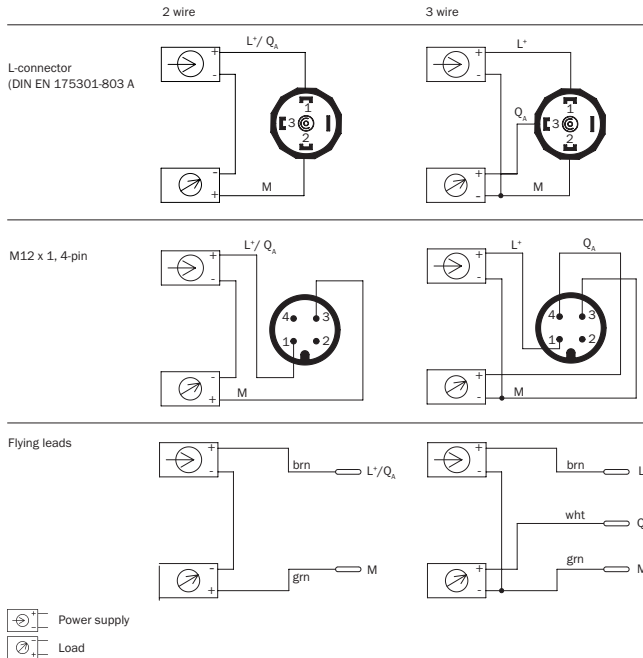 2 wire
3 wire
L-connector
(DIN EN 175301-803 A
+
L⁺/ Q_A
-
1
3
2
-
+
M
+
L⁺
-
Q_A
1
3
2
+
-
M
M12 x 1, 4-pin
+
L⁺/ Q_A
-
4
3
1
2
-
+
M
+
L⁺
Q_A
-
4
3
1
2
+
-
M
Flying leads
+
-
brn
L⁺/Q_A
-
+
grn
M
+
-
brn
L
wht
Q
+
-
grn
M
+
-
Power supply
-
+
Load